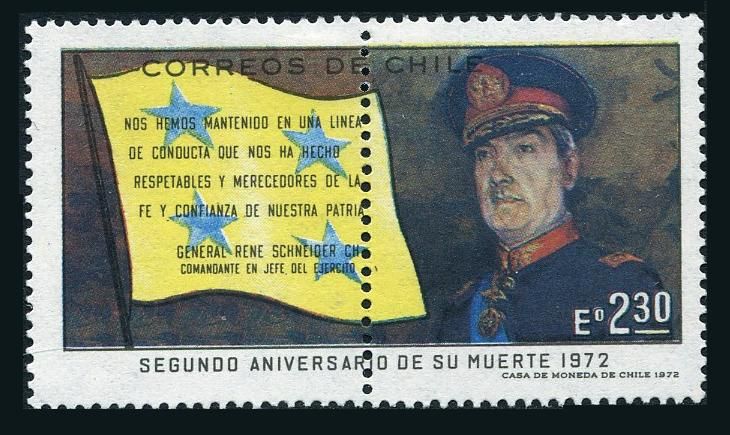 CORREOS DE CHILE
NOS HEMOS MANTENIDO EN UNA LINEA
DE CONDUCTA QUE NOS HA HECHO
RESPETABLES Y MERECEDORES DE LA
FE Y CONFIANZA DE NUESTRA PATRIA
GENERAL RENE SCHNEIDER CH.
COMANDANTE EN JEFE DEL EJERCITO
Eº 230
SEGUNDO ANIVERSARIO DE SU MUERTE 1972
CASA DE MONEDA DE CHILE 1972